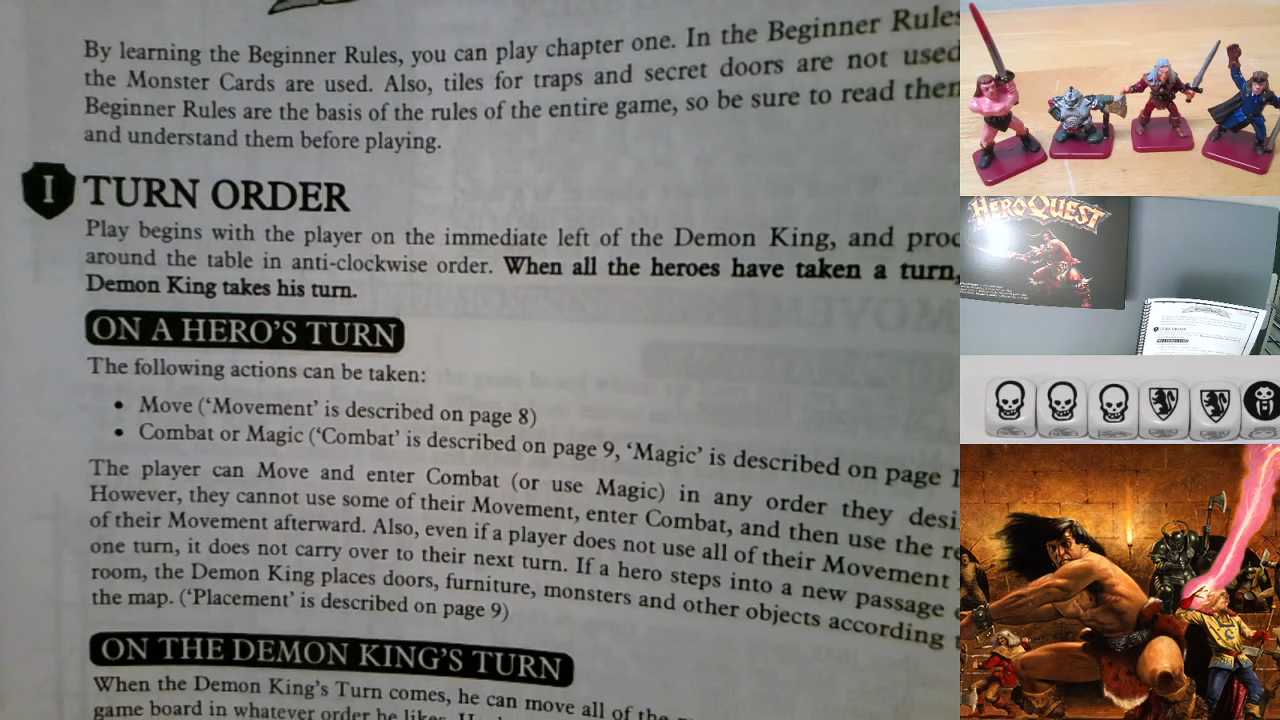 By learning the Beginner Rules, you can play chapter one. In the Beginner Rules
the Monster Cards are used. Also, tiles for traps and secret doors are not used
Beginner Rules are the basis of the rules of the entire game, so be sure to read them
and understand them before playing.
I TURN ORDER
Play begins with the player on the immediate left of the Demon King, and proc
around the table in anti-clockwise order. When all the heroes have taken a turn,
Demon King takes his turn.
ON A HERO'S TURN
The following actions can be taken:
• Move ('Movement' is described on page 8)
• Combat or Magic ('Combat' is described on page 9, 'Magic' is described on page 1
The player can Move and enter Combat (or use Magic) in any order they desi
However, they cannot use some of their Movement, enter Combat, and then use the re
of their Movement afterward. Also, even if a player does not use all of their Movement
one turn, it does not carry over to their next turn. If a hero steps into a new passage
room, the Demon King places doors, furniture, monsters and other objects according
the map. ('Placement' is described on page 9)
ON THE DEMON KING'S TURN
When the Demon King's Turn comes, he can move all of the
game board in whatever order he likes.
HEROQUEST